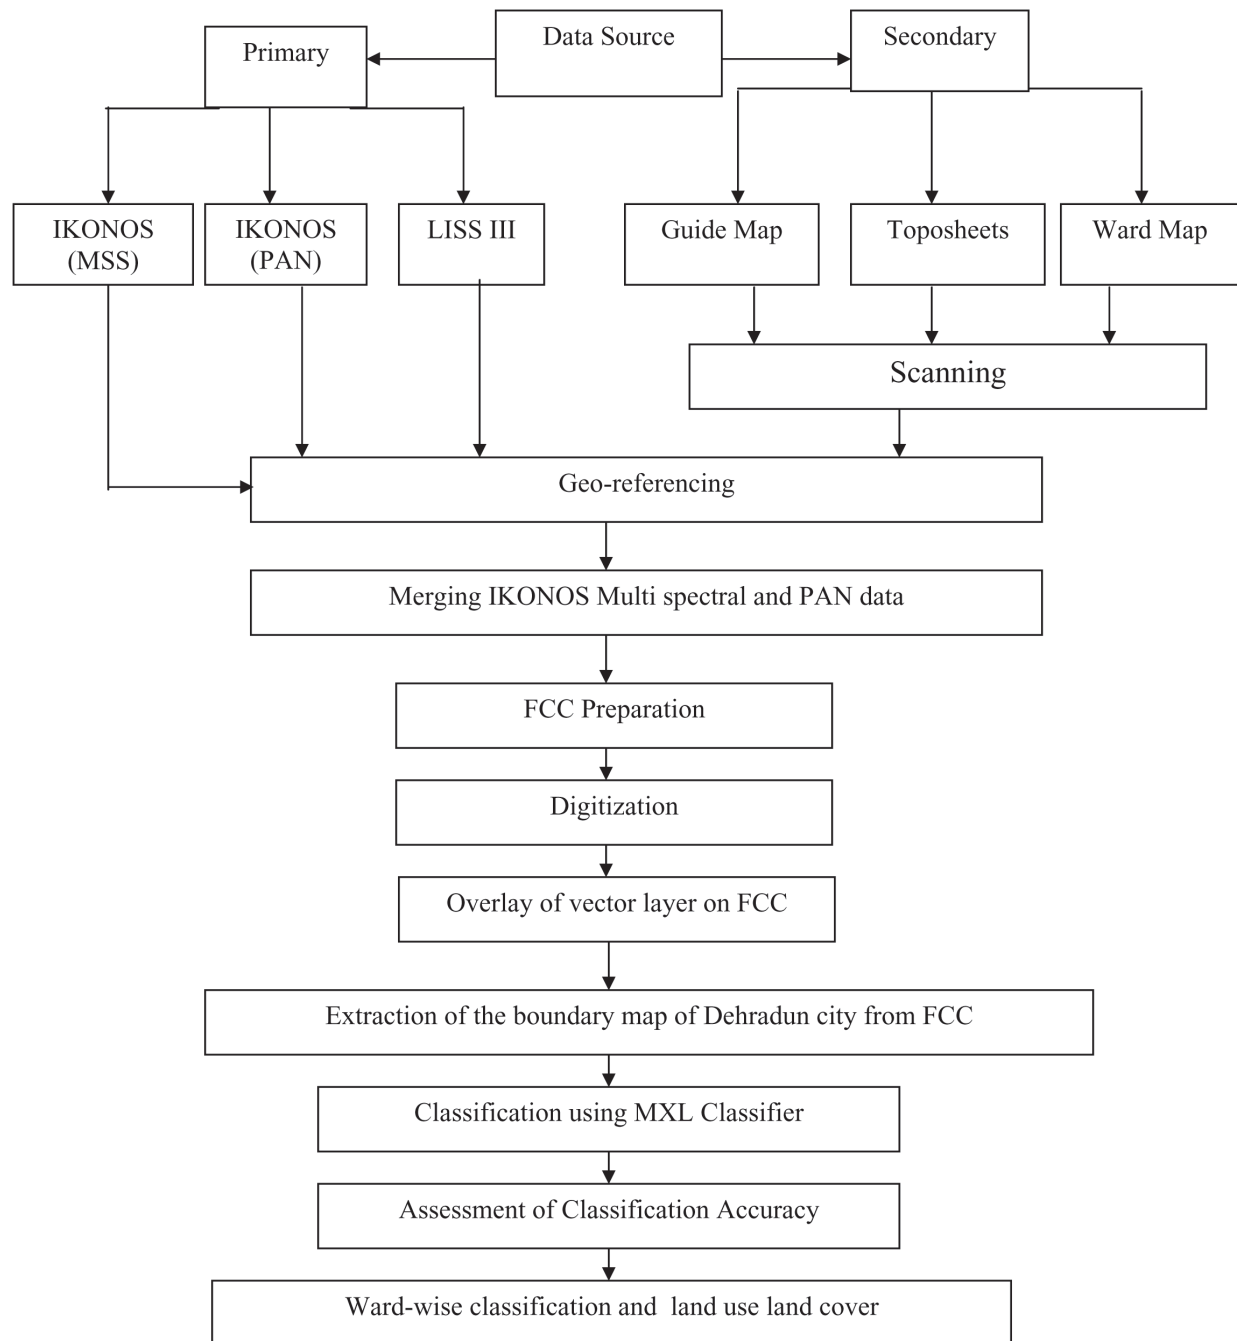 Primary
Data Source
Secondary
IKONOS
(MSS)
IKONOS
(PAN)
LISS III
Guide Map
Toposheets
Ward Map
Scanning
Geo-referencing
Merging IKONOS Multi spectral and PAN data
FCC Preparation
Digitization
Overlay of vector layer on FCC
Extraction of the boundary map of Dehradun city from FCC
Classification using MXL Classifier
Assessment of Classification Accuracy
Ward-wise classification and land use land cover